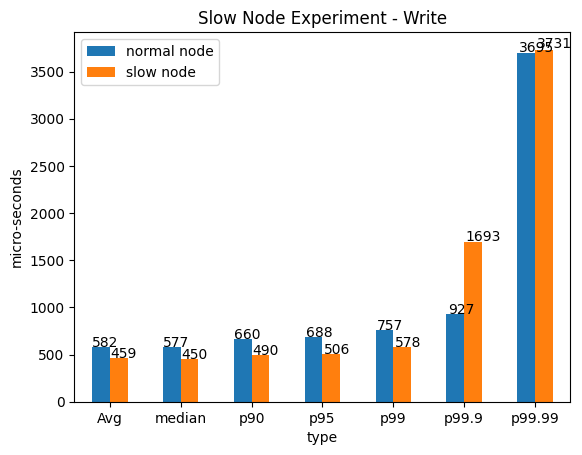 Slow Node Experiment - Write
normal node
slow node
micro-seconds
3500
3000
2500
2000
1500
1000
500
0
582
459
577
450
660
490
688
506
757
578
927
1693
3695
3731
Avg
median
p90
p95
p99
p99.9
p99.99
type